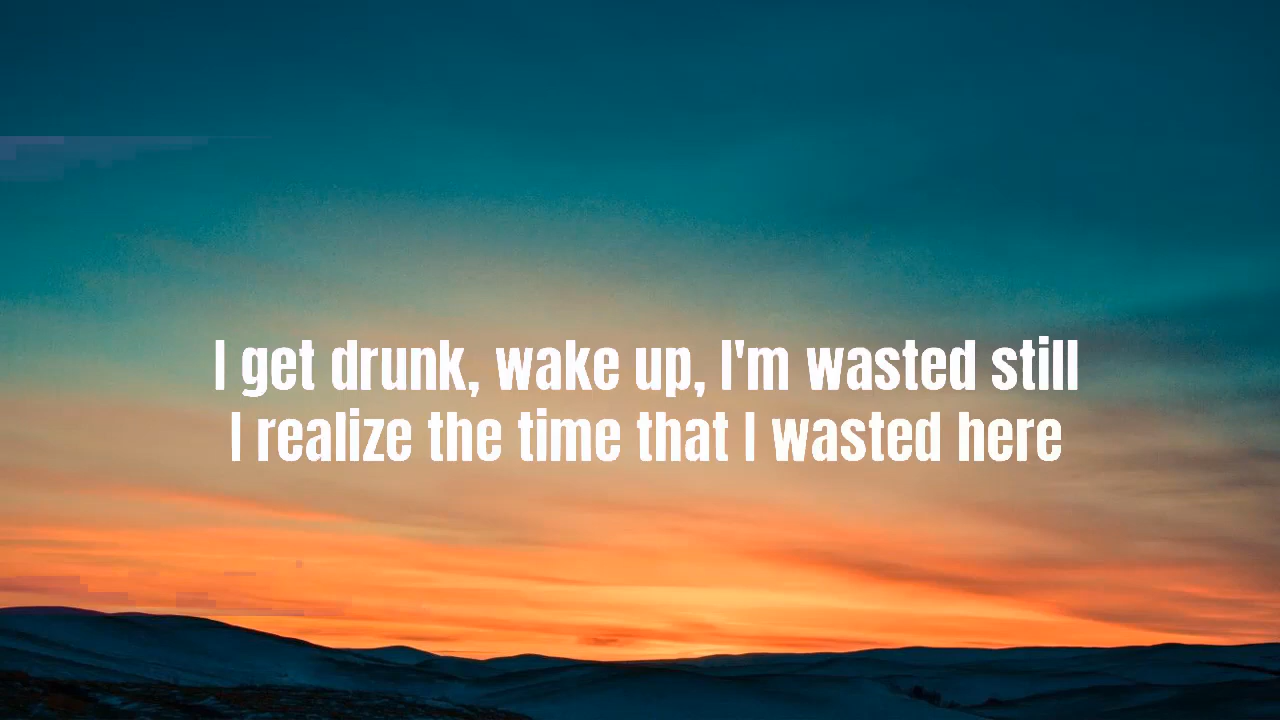 I get drunk, wake up, I'm wasted still
I realize the time that I wasted here